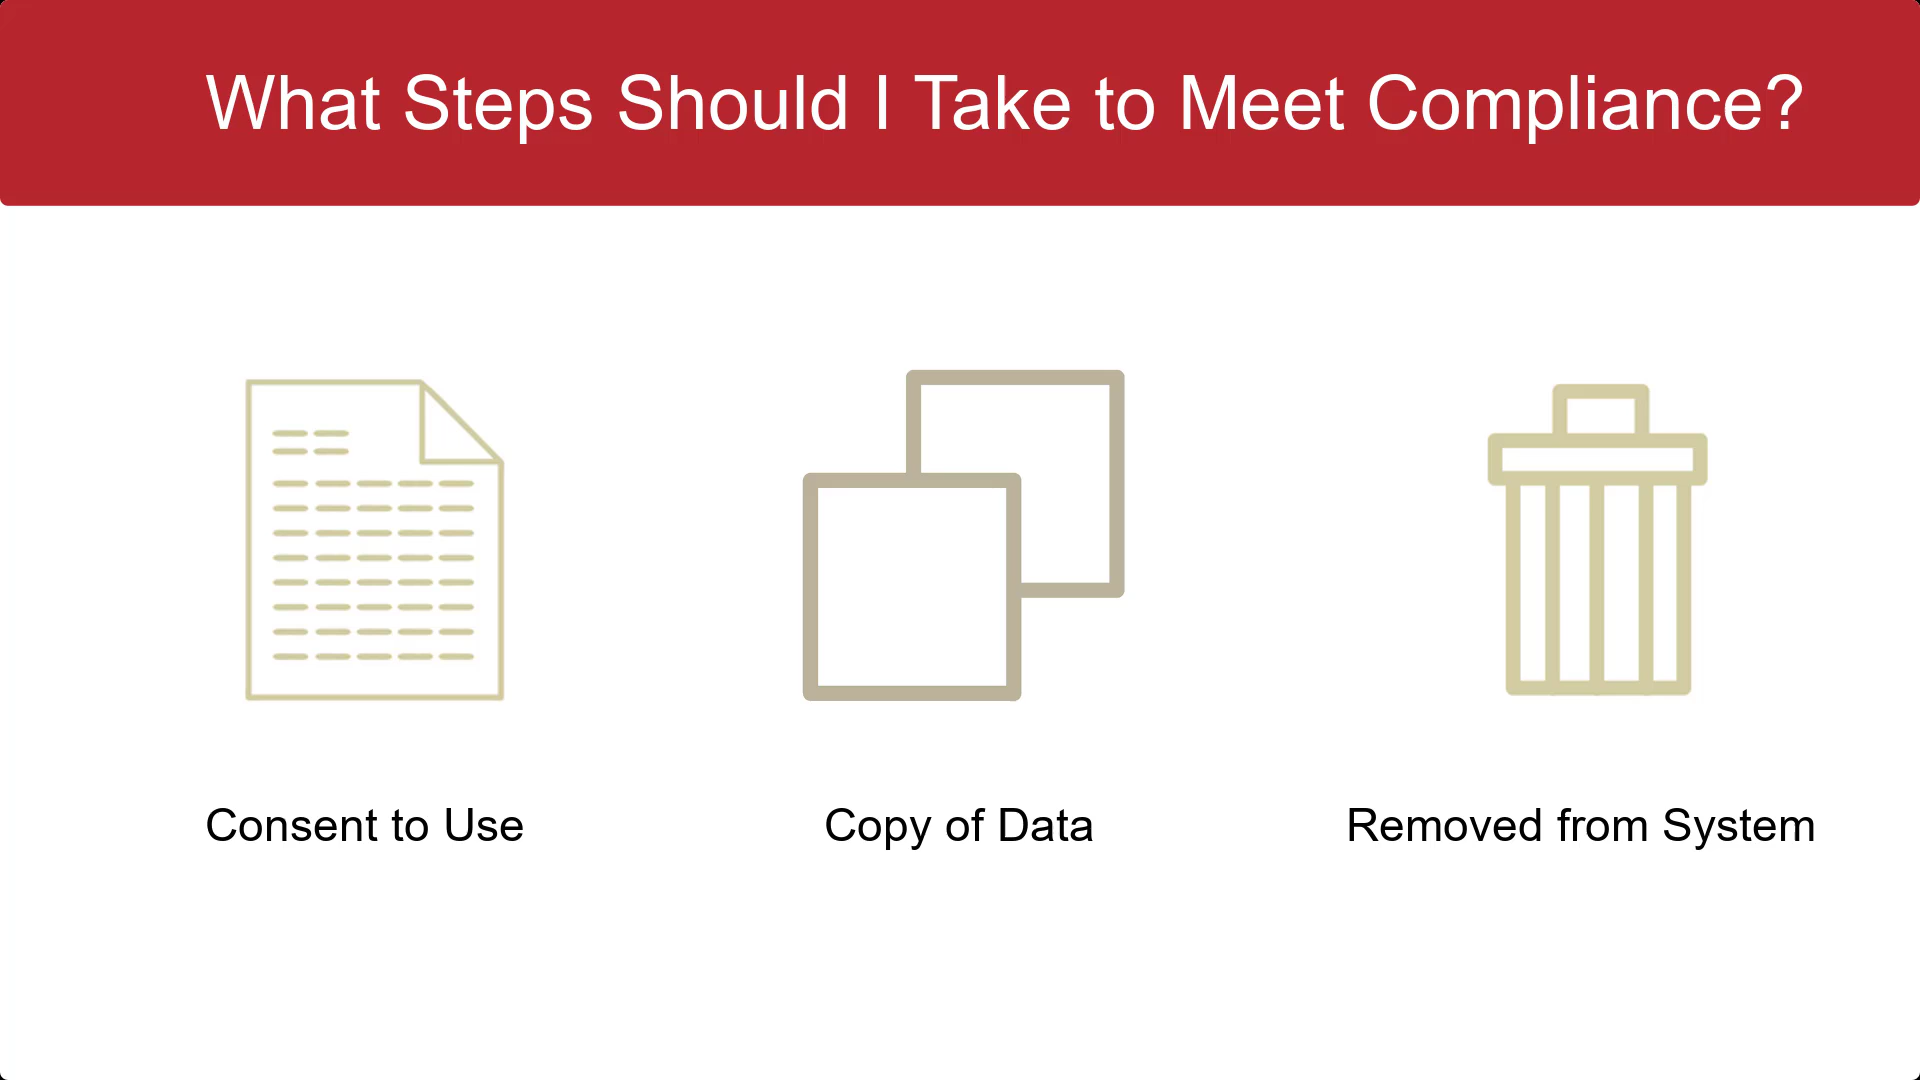 What Steps Should I Take to Meet Compliance?
Consent to Use
Copy of Data
Removed from System